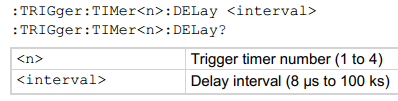 :TRIGger:TIMer<n>:DELay <interval>
:TRIGger:TIMer<n>:DELay?
<n> Trigger timer number (1 to 4)
<interval> Delay interval (8 µs to 100 ks)